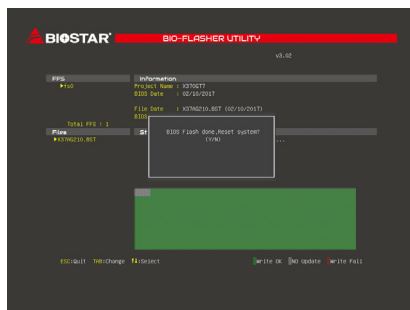 BIOSTAR
BIO-FLASHER UTILITY
v3.02
FFS
Information
▶fs0
Project Name : X370GT7
BIOS Date : 02/10/2017
File Date : X37AG210.BST (02/10/2017)
BIOS
Total FFS : 1
Files
St
▶X37AG210.BST
BIOS Flash done,Reset system?
(Y/N)
...
ESC:Quit TAB:Change ↑↓:Select
Write OK NO Update Write Fail